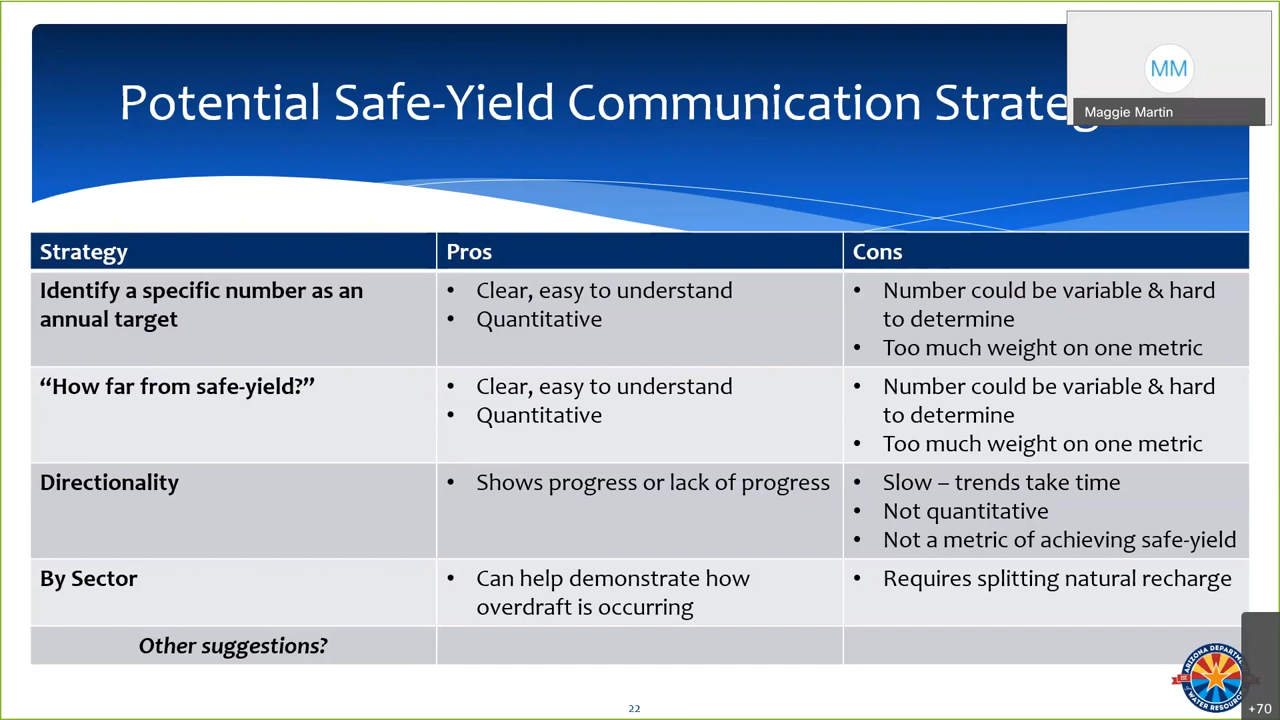 Potential Safe-Yield Communication
MM
Maggie Martin
Strategy
Pros
Cons
Identify a specific number as an
annual target
• Clear, easy to understand
• Quantitative
• Number could be variable & hard
to determine
• Too much weight on one metric
“How far from safe-yield?”
• Clear, easy to understand
• Quantitative
• Number could be variable & hard
to determine
• Too much weight on one metric
Directionality
• Shows progress or lack of progress
• Slow – trends take time
• Not quantitative
• Not a metric of achieving safe-yield
By Sector
• Can help demonstrate how
overdraft is occurring
• Requires splitting natural recharge
Other suggestions?
ARIZONA
WATER
22
+70